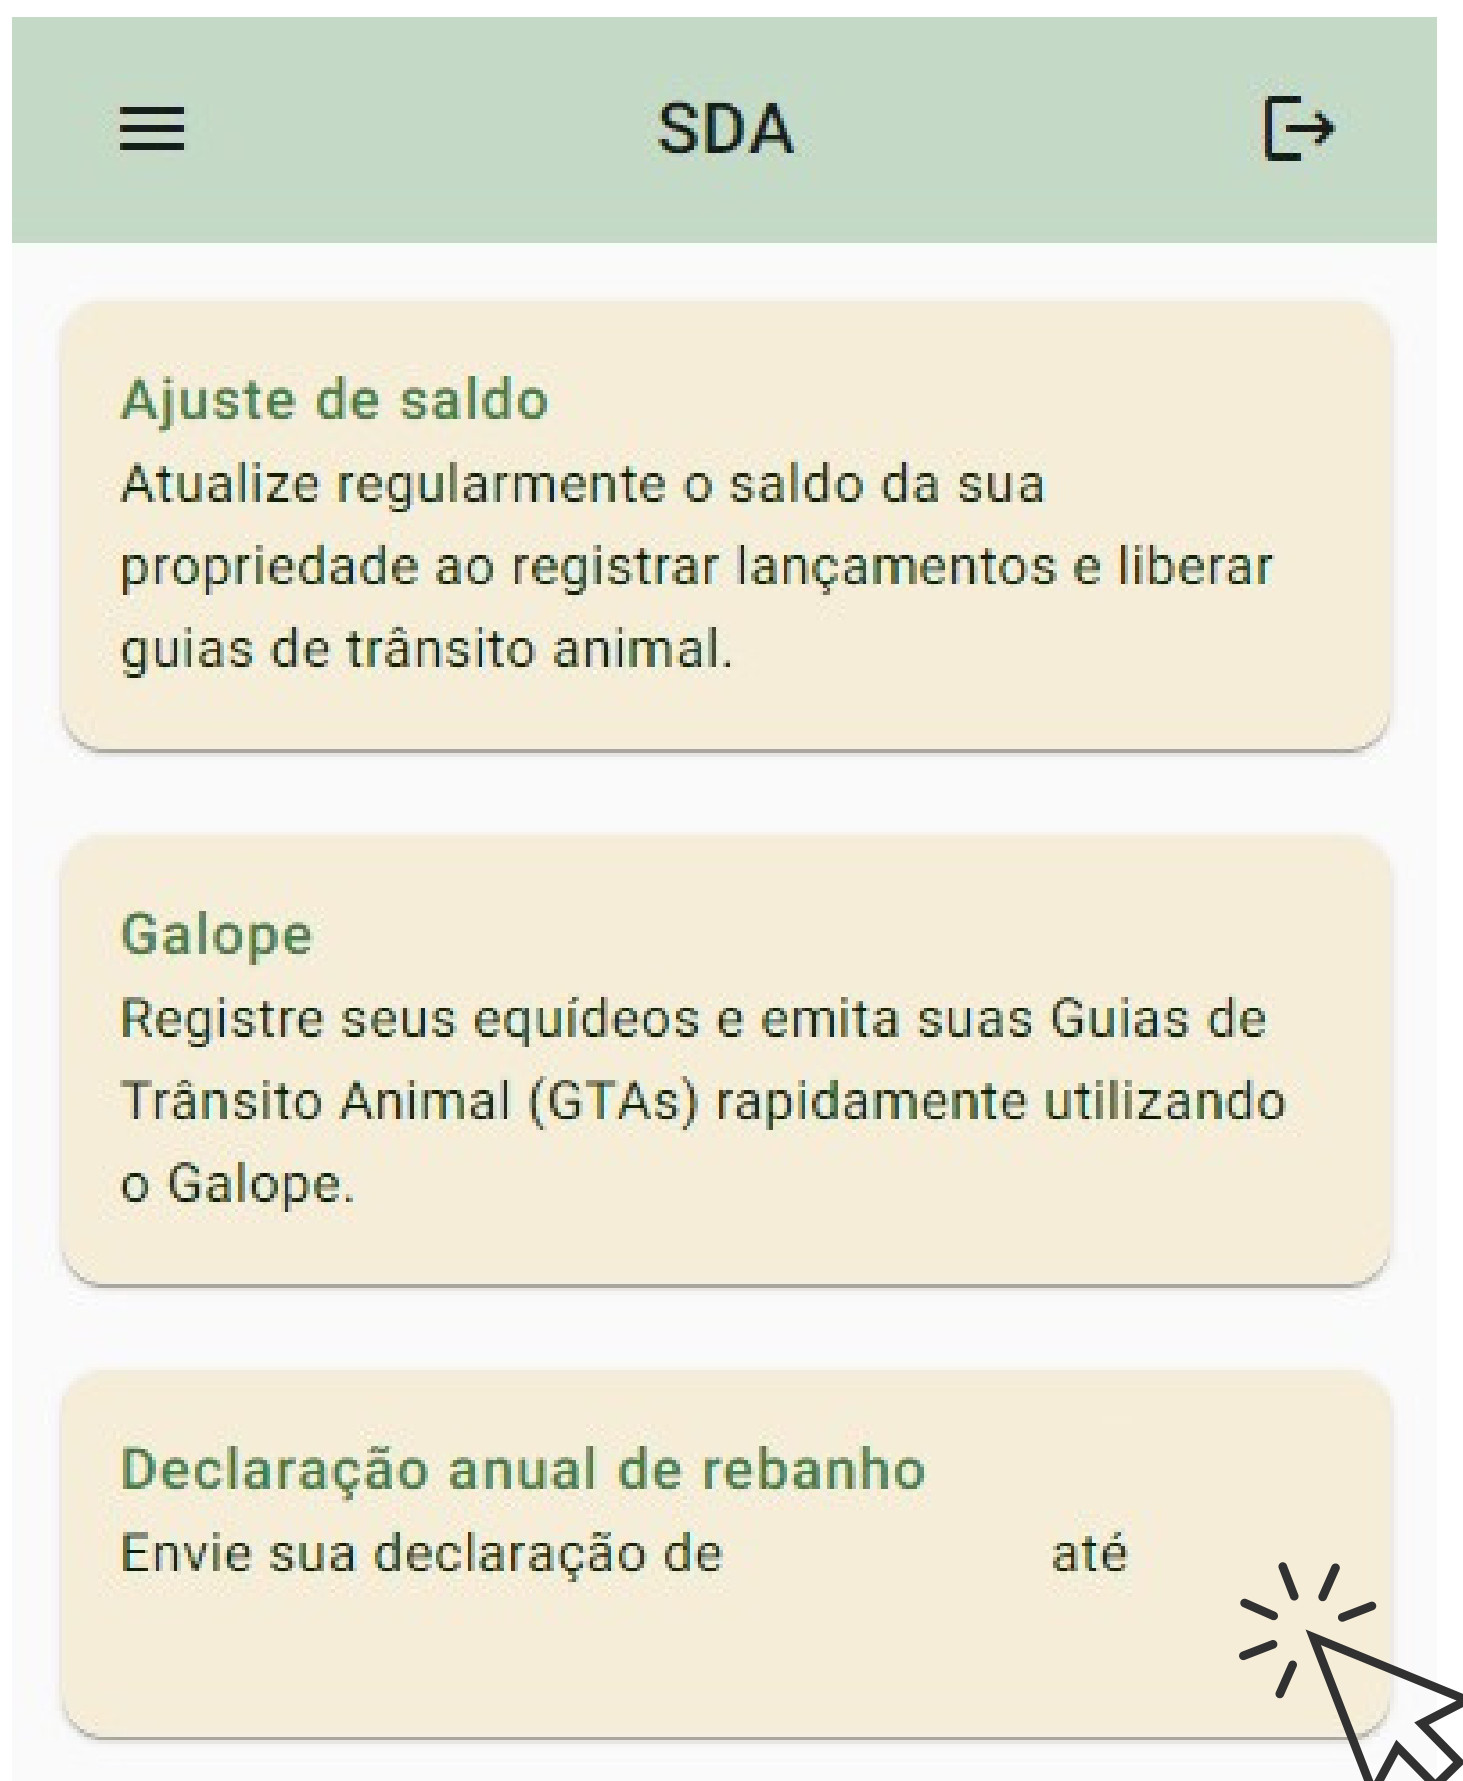 SDA
Ajuste de saldo
Atualize regularmente o saldo da sua
propriedade ao registrar lançamentos e liberar
guias de trânsito animal.
Galope
Registre seus equídeos e emita suas Guias de
Trânsito Animal (GTAs) rapidamente utilizando
o Galope.
Declaração anual de rebanho
Envie sua declaração de até